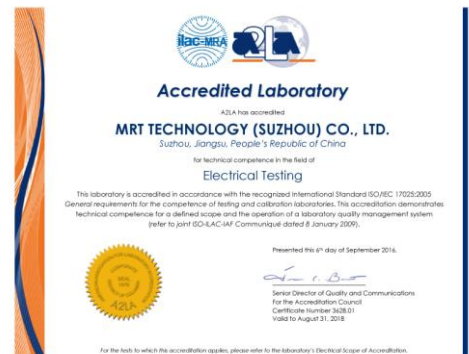 ilac-MRA
A2LA
Accredited Laboratory
A2LA has accredited
MRT TECHNOLOGY (SUZHOU) CO., LTD.
Suzhou, Jiangsu, People's Republic of China
for technical competence in the field of
Electrical Testing
This laboratory is accredited in accordance with the recognized International Standard ISO/IEC 17025:2005
General requirements for the competence of testing and calibration laboratories. This accreditation demonstrates
technical competence for a defined scope and the operation of a laboratory quality management system
(refer to joint ISO-ILAC-IAF Communiqué dated 8 January 2009).
Presented this 6th day of September 2016.
Senior Director of Quality and Communications
For the Accreditation Council
Certificate Number 3628.01
Valid to August 31, 2018
CORPORATE
SEAL
1978
A2LA
For the tests to which this accreditation applies, please refer to the laboratory's Electrical Scope of Accreditation.